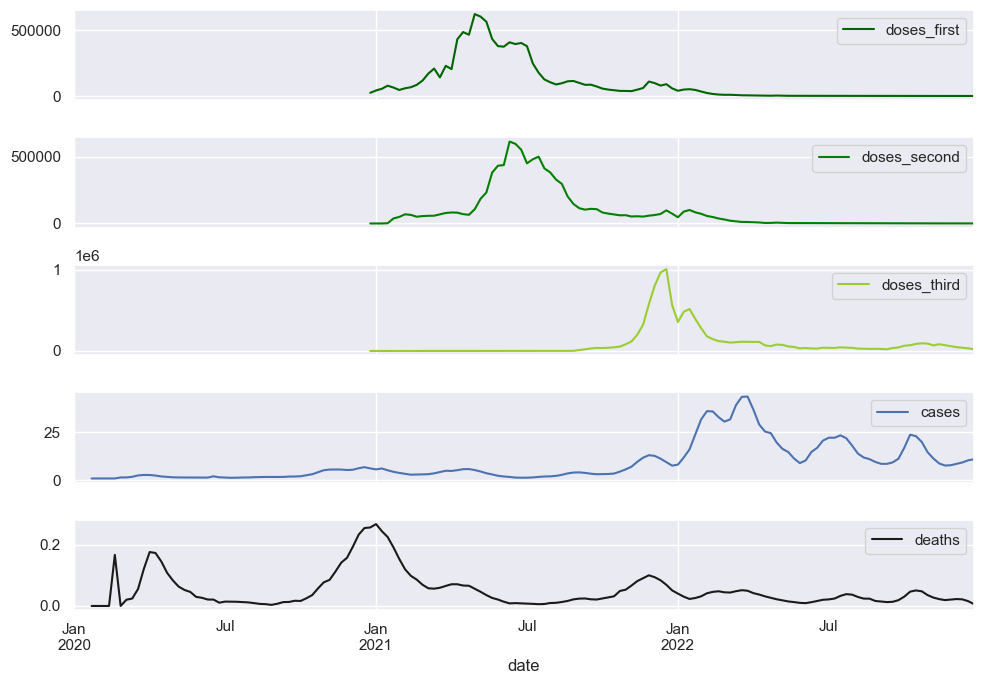 500000
0
doses_first
500000
0
doses_second
1e6
1
0
doses_third
25
0
cases
0.2
0.0
deaths
Jan Jul Jan Jul Jan Jul
2020 2021 2022
date